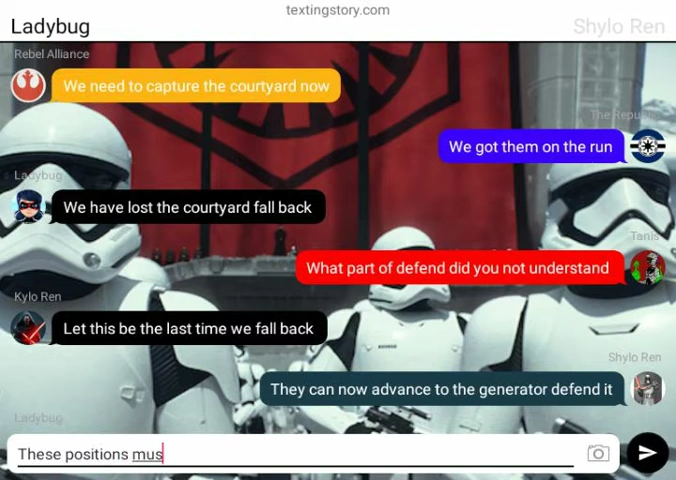 textingstory.com
Ladybug
Shylo Ren
Rebel Alliance
We need to capture the courtyard now
The Republic
We got them on the run
Ladybug
We have lost the courtyard fall back
Tanis
What part of defend did you not understand
Kylo Ren
Let this be the last time we fall back
Shylo Ren
They can now advance to the generator defend it
Ladybug
These positions mus